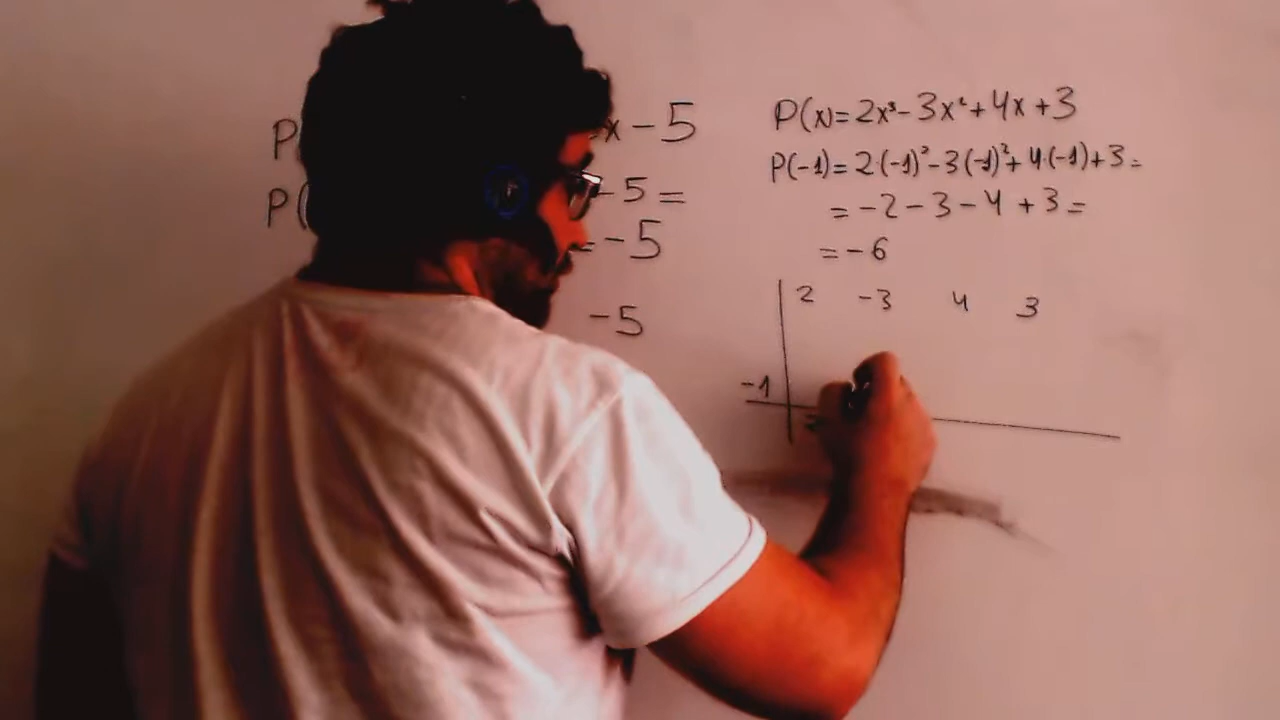 P( x-5
P( -5=
=-5
-5
P(x)=2x³-3x²+4x+3
P(-1)=2·(-1)³-3(-1)²+4·(-1)+3=
=-2-3-4+3=
=-6
2 -3 4 3
-1